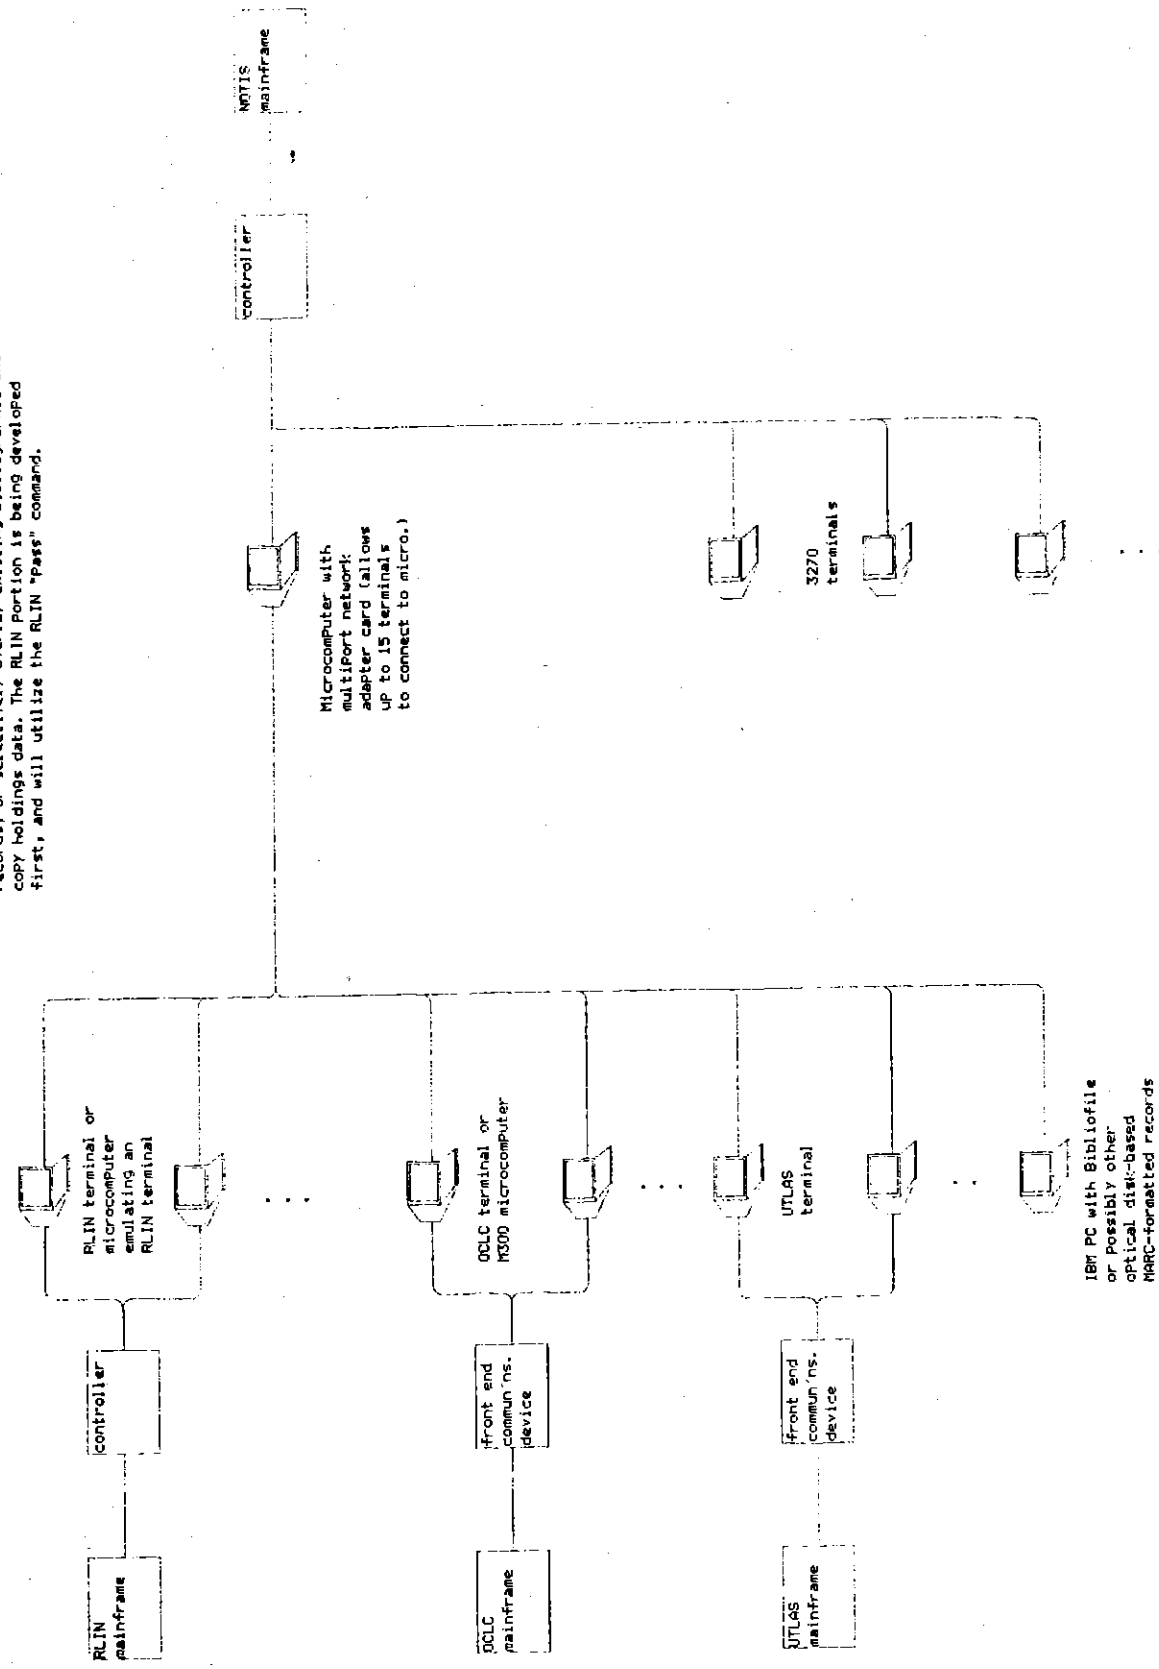 copy holdings data. The RLIN Portion is being developed
first, and will utilize the RLIN "Pass" command.
RLIN
mainframe
controller
RLIN terminal or
microcomputer
emulating an
RLIN terminal
OCLC
mainframe
front end
commun'ns.
device
OCLC terminal or
M300 microcomputer
UTLAS
mainframe
front end
commun'ns.
device
UTLAS
terminal
IBM PC with Bibliofile
or Possibly other
optical disk-based
MARC-formatted records
Microcomputer with
multiPort network
adapter card (allows
up to 15 terminals
to connect to micro.)
3270
terminals
controller
NOTIS
mainframe